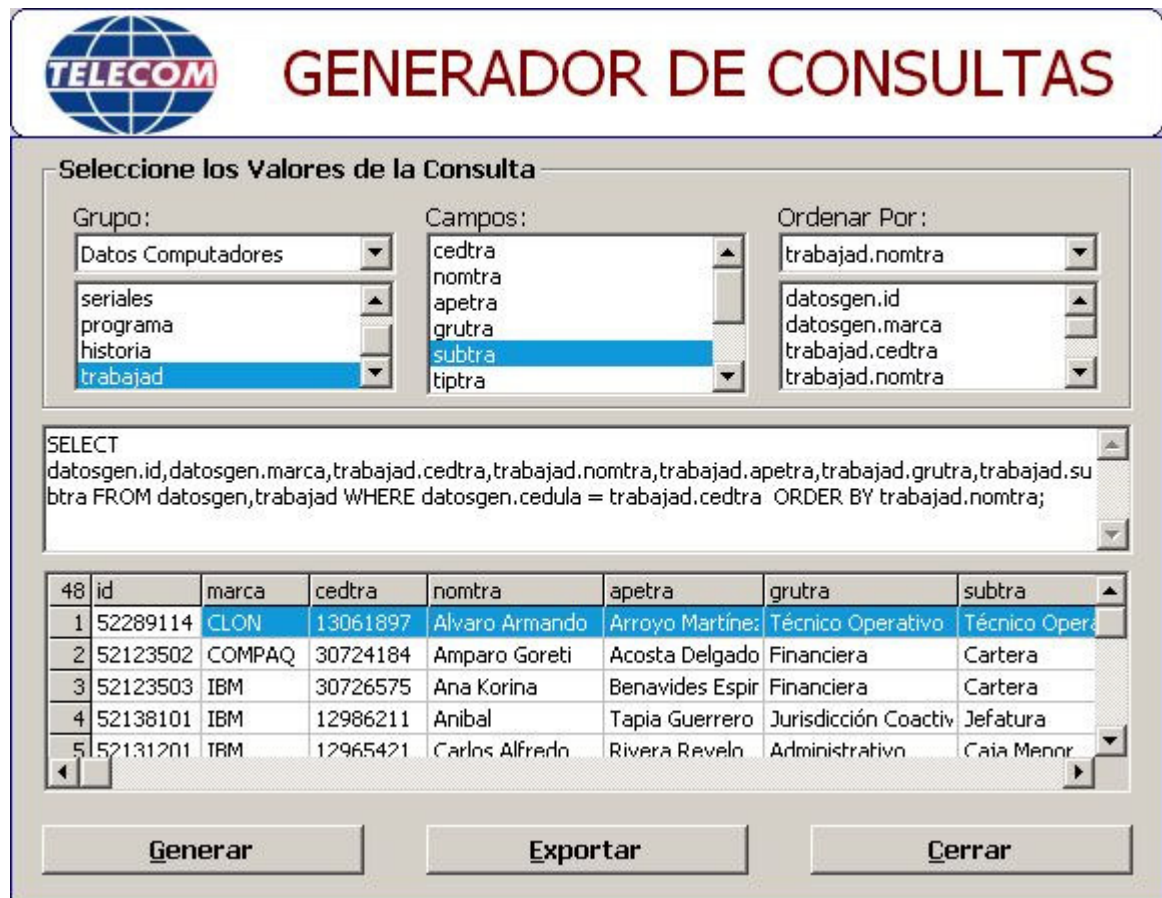 TELECOM
GENERADOR DE CONSULTAS
Seleccione los Valores de la Consulta
Grupo:
Datos Computadores
seriales
programa
historia
trabajad
Campos:
cedtra
nomtra
apetra
grutra
subtra
tiptra
Ordenar Por:
trabajad.nomtra
datosgen.id
datosgen.marca
trabajad.cedtra
trabajad.nomtra
SELECT
datosgen.id,datosgen.marca,trabajad.cedtra,trabajad.nomtra,trabajad.apetra,trabajad.grutra,trabajad.su
btra FROM datosgen,trabajad WHERE datosgen.cedula = trabajad.cedtra ORDER BY trabajad.nomtra;
48 id marca cedtra nomtra apetra grutra subtra
1 52289114 CLON 13061897 Alvaro Armando Arroyo Martínez Técnico Operativo Técnico Opera
2 52123502 COMPAQ 30724184 Amparo Goreti Acosta Delgado Financiera Cartera
3 52123503 IBM 30726575 Ana Korina Benavides Espir Financiera Cartera
4 52138101 IBM 12986211 Anibal Tapia Guerrero Jurisdicción Coactiv Jefatura
5 52131201 IBM 12965421 Carlos Alfredo Rivera Revelo Administrativo Caja Menor
Generar
Exportar
Cerrar